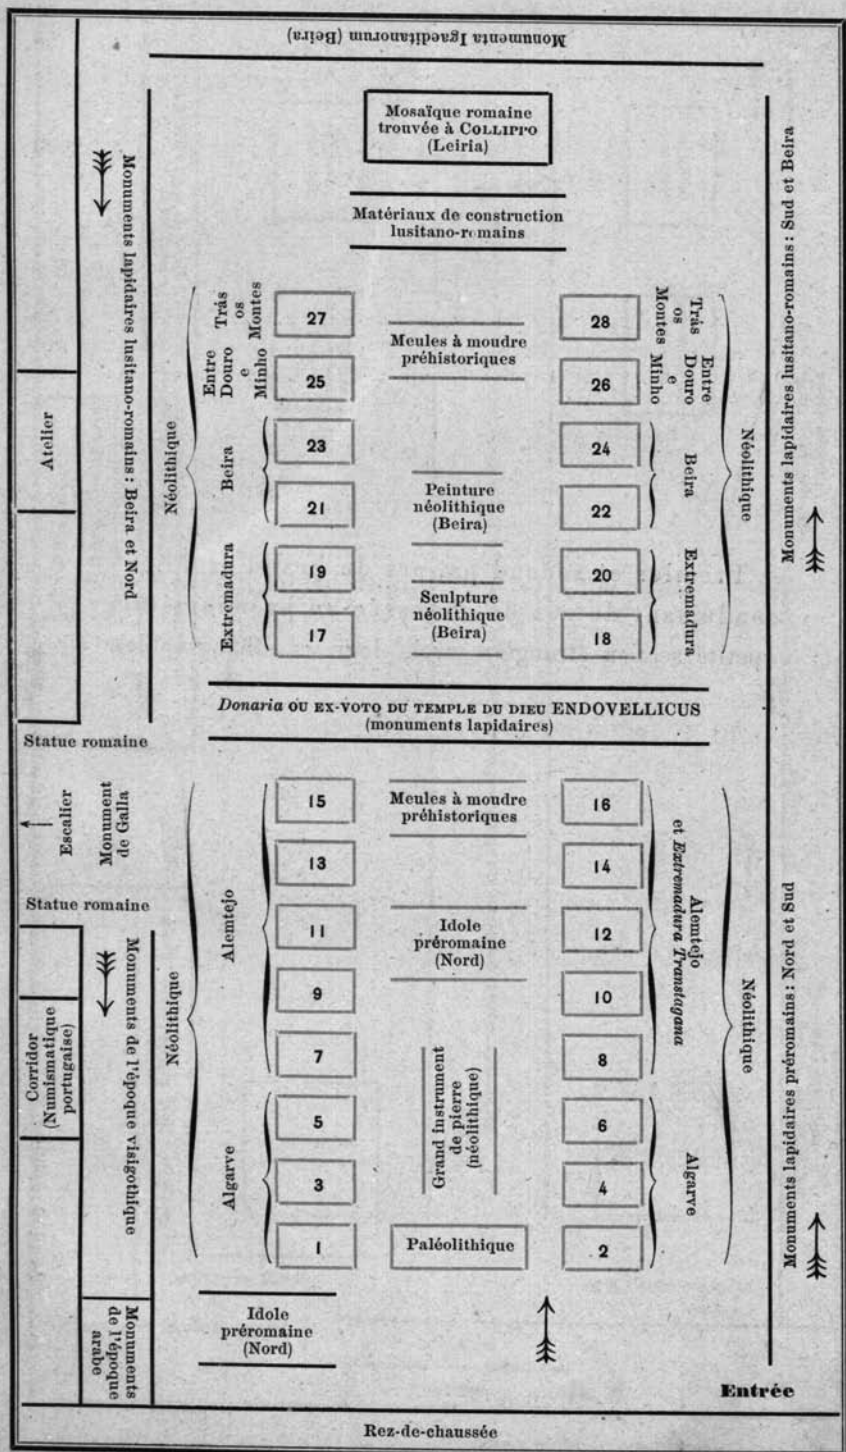 Monumenta Igaeditanorum (Beira)
Mosaïque romaine
trouvée à COLLIPPO
(Leiria)
Matériaux de construction
lusitano-romains
Monuments lapidaires lusitano-romains: Beira et Nord
Monuments lapidaires lusitano-romains: Sud et Beira
Atelier
Néolithique
Trás
os
Montes
27
Meules à moudre
préhistoriques
28
Trás
os
Montes
Entre
Douro
e
Minho
25
26
Entre
Douro
e
Minho
Beira
23
21
Peinture
néolithique
(Beira)
24
22
Beira
Néolithique
Extremadura
19
17
Sculpture
néolithique
(Beira)
20
18
Extremadura
Donaria OU EX-VOTO DU TEMPLE DU DIEU ENDOVELLICUS
(monuments lapidaires)
Statue romaine
Escalier
Monument
de Galla
Statue romaine
Néolithique
Alemtejo
15
13
11
9
7
Meules à moudre
préhistoriques
Idole
préromaine
(Nord)
16
14
12
10
8
Alemtejo
et Extremadura Transtagana
Néolithique
Monuments lapidaires préromains: Nord et Sud
Corridor
(Numismatique
portugaise)
Monuments de l'époque visigothique
Algarve
5
3
1
Grand instrument
de pierre
(néolithique)
Paléolithique
6
4
2
Algarve
Monuments
de l'époque
arabe
Idole
préromaine
(Nord)
Entrée
Rez-de-chaussée